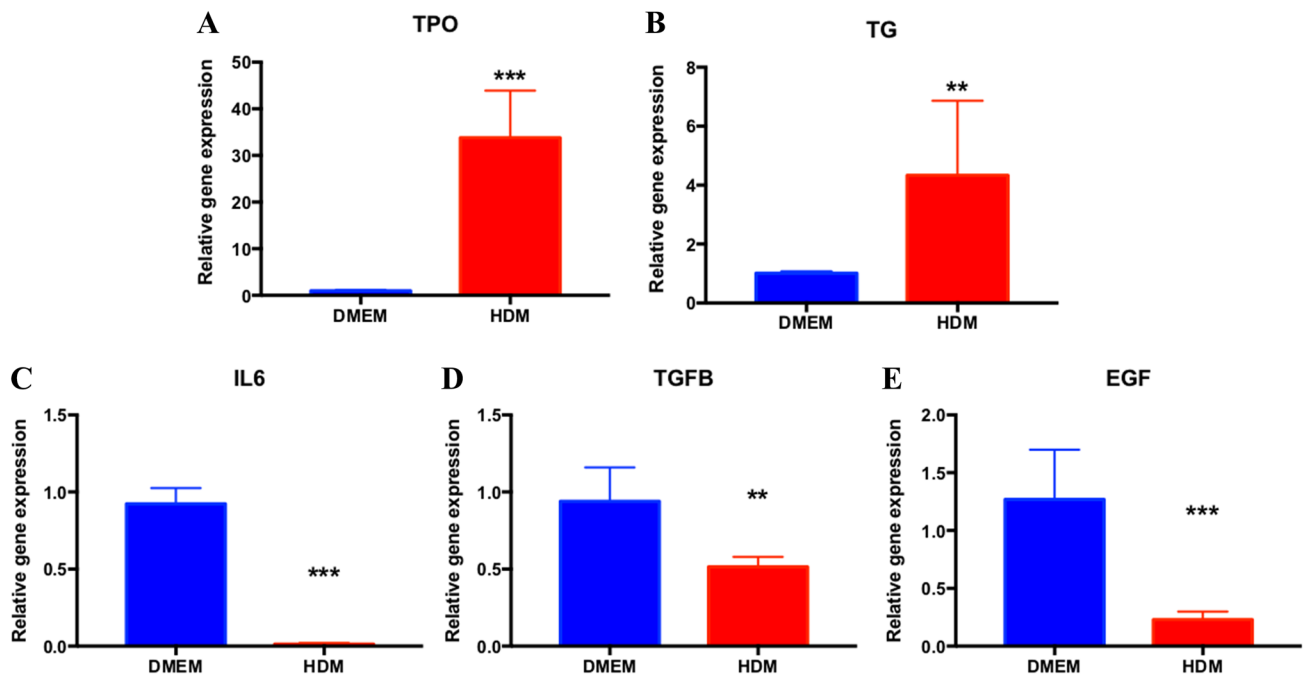 A
TPO
Relative gene expression
50
40
30
20
10
0
***
DMEM
HDM
B
TG
Relative gene expression
8
6
4
2
0
**
DMEM
HDM
C
IL6
Relative gene expression
1.5
1.0
0.5
0.0
***
DMEM
HDM
D
TGFB
Relative gene expression
1.5
1.0
0.5
0.0
**
DMEM
HDM
E
EGF
Relative gene expression
2.0
1.5
1.0
0.5
0.0
***
DMEM
HDM